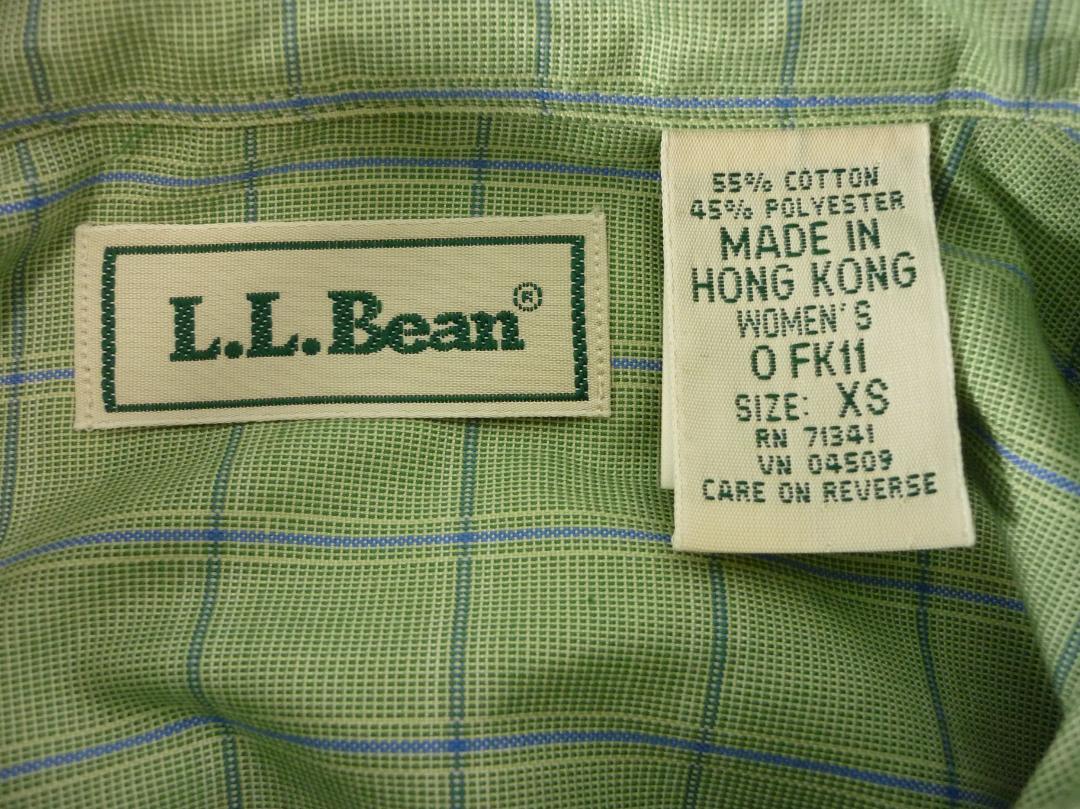 L.L.Bean®
55% COTTON
45% POLYESTER
MADE IN
HONG KONG
WOMEN'S
0 FK11
SIZE: XS
RN 71341
VN 04509
CARE ON REVERSE